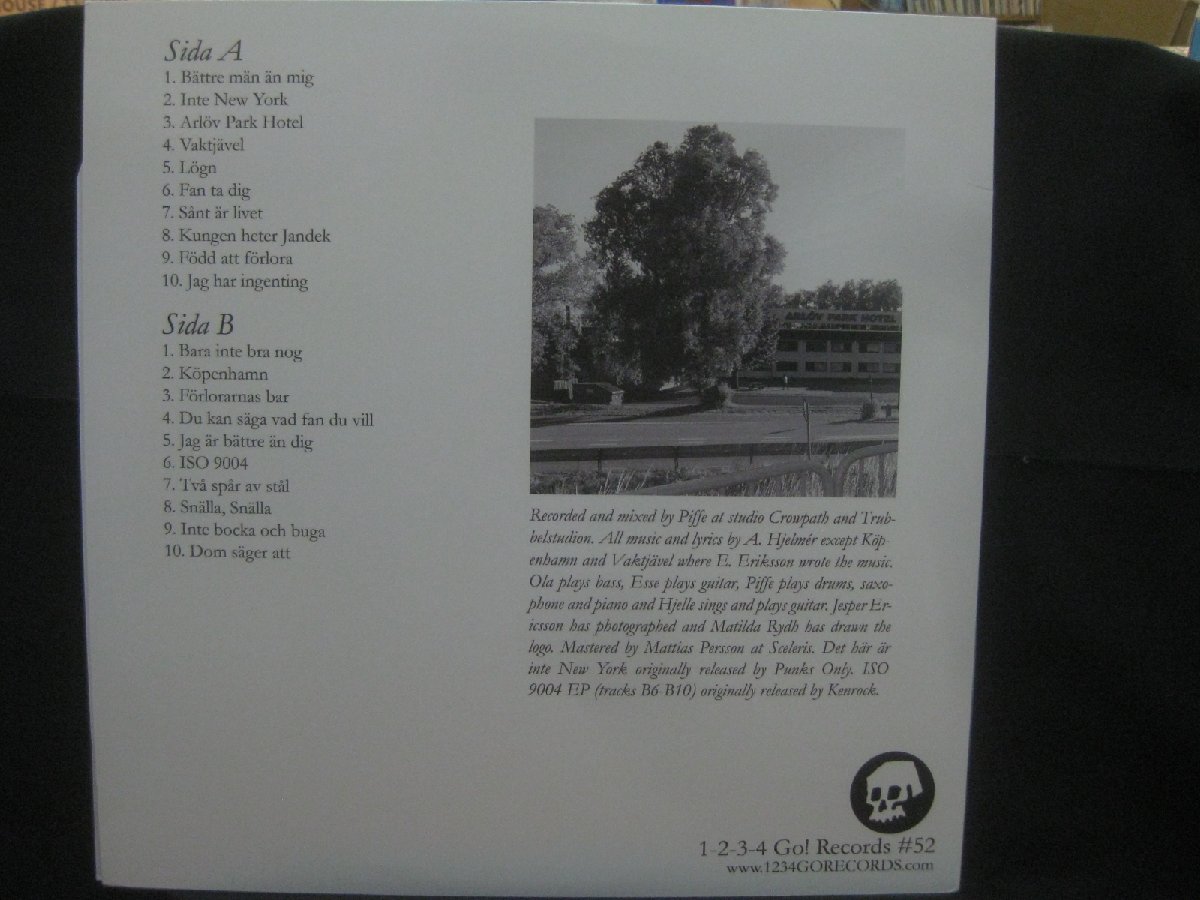 OUSE /
Sida A
1. Bättre män än mig
2. Inte New York
3. Arlöv Park Hotel
4. Vaktjävel
5. Lögn
6. Fan ta dig
7. Sånt är livet
8. Kungen heter Jandek
9. Född att förlora
10. Jag har ingenting
Sida B
1. Bara inte bra nog
2. Köpenhamn
3. Förlorarnas bar
4. Du kan säga vad fan du vill
5. Jag är bättre än dig
6. ISO 9004
7. Två spår av stål
8. Snälla, Snälla
9. Inte bocka och buga
10. Dom säger att
ARLÖV PARK HOTEL
Recorded and mixed by Piffe at studio Crowpath and Trub-
belstudion. All music and lyrics by A. Hjelmér except Köp-
enhamn and Vaktjävel where E. Eriksson wrote the music.
Ola plays bass, Esse plays guitar, Piffe plays drums, saxo-
phone and piano and Hjelle sings and plays guitar. Jesper Er-
icsson has photographed and Matilda Rydh has drawn the
logo. Mastered by Mattias Persson at Sceleris. Det här är
inte New York originally released by Punks Only. ISO
9004 EP (tracks B6-B10) originally released by Kenrock.
1-2-3-4 Go! Records #52
www.1234GORECORDS.com